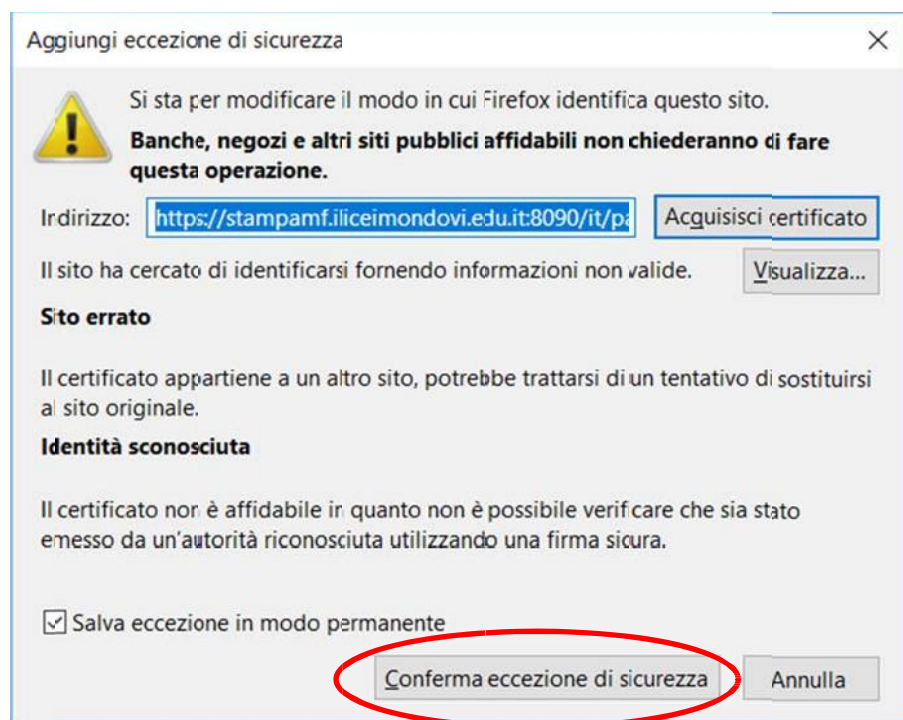 Aggiungi eccezione di sicurezza
Si sta per modificare il modo in cui Firefox identifica questo sito.
Banche, negozi e altri siti pubblici affidabili non chiederanno di fare
questa operazione.
Indirizzo: https://stampamf.iliceimondovi.edu.it:8090/it/pa Acquisisci certificato
Il sito ha cercato di identificarsi fornendo informazioni non valide. Visualizza...
Sito errato
Il certificato appartiene a un altro sito, potrebbe trattarsi di un tentativo di sostituirsi
al sito originale.
Identità sconosciuta
Il certificato non è affidabile in quanto non è possibile verificare che sia stato
emesso da un'autorità riconosciuta utilizzando una firma sicura.
Salva eccezione in modo permanente
Conferma eccezione di sicurezza Annulla